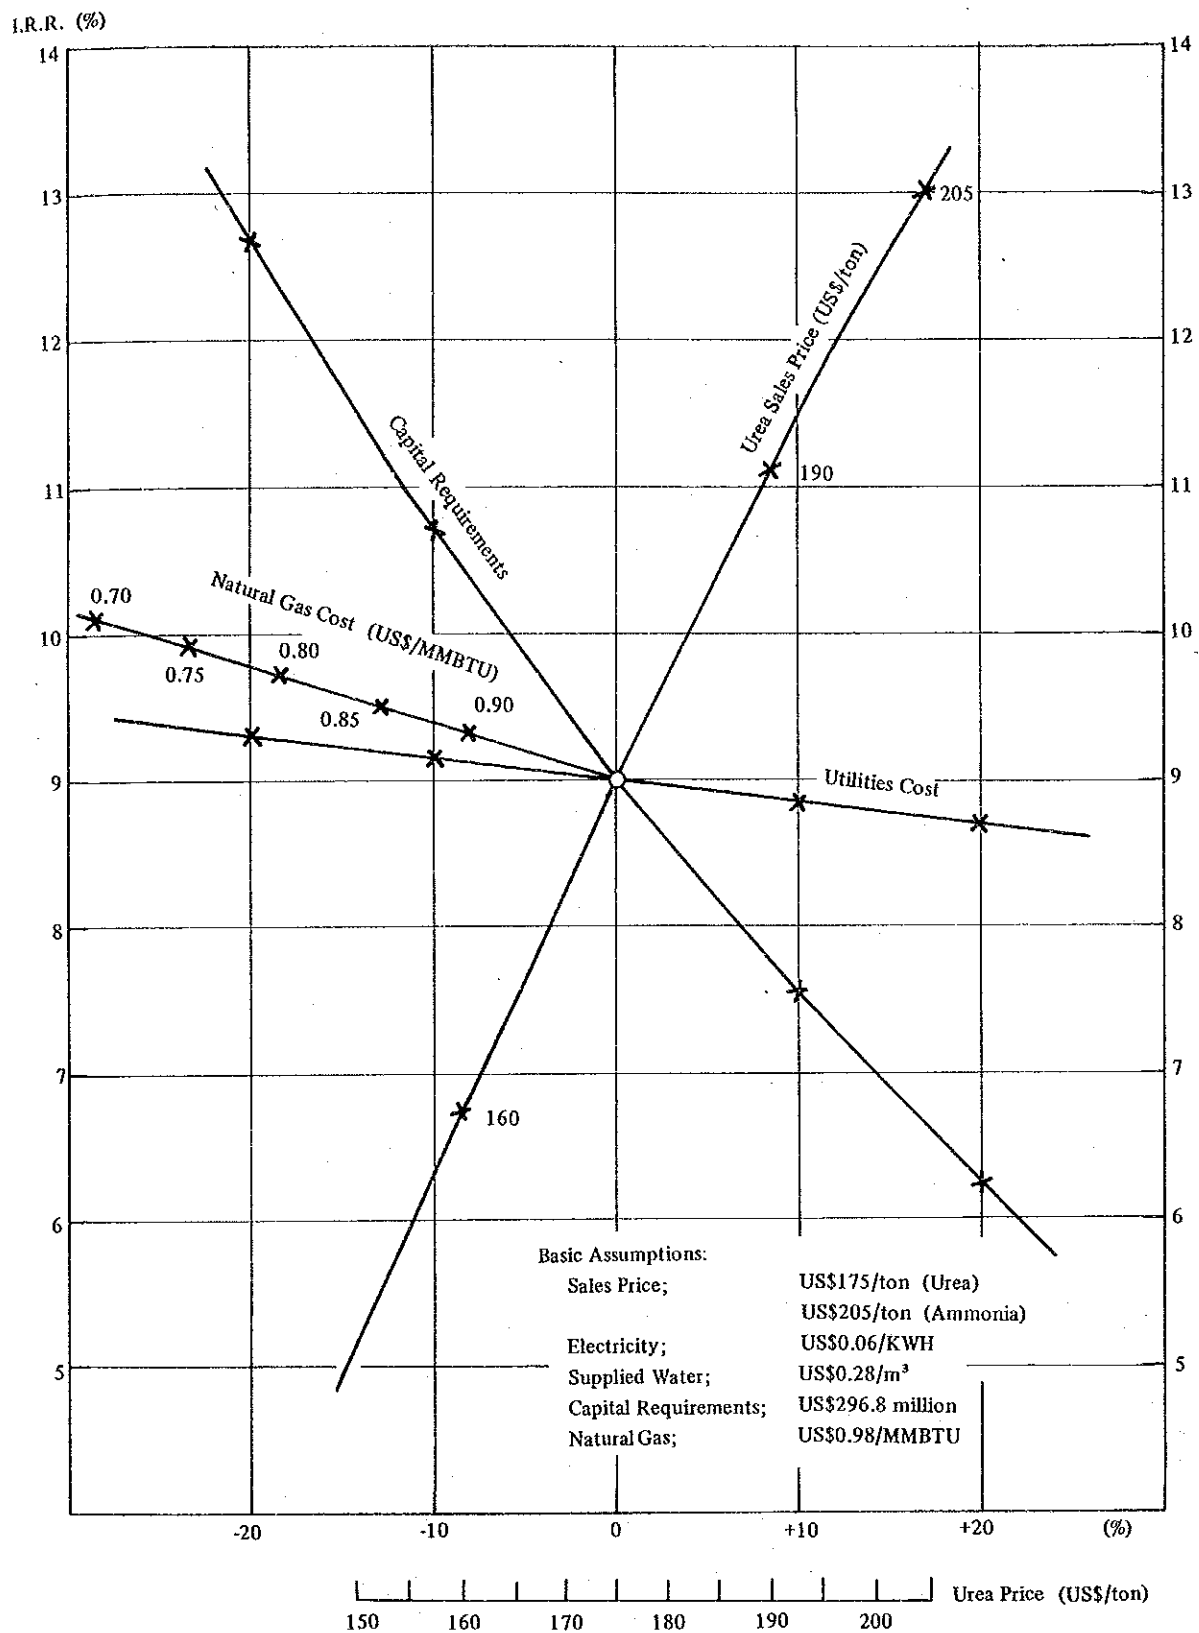 I.R.R. (%)
14 14
13 13
205
12 12
Urea Sales Price (US$/ton)
Capital Requirements
190
11 11
Natural Gas Cost (US$/MMBTU)
0.70
10 10
0.80
0.75
0.90
0.85
9 9
Utilities Cost
8 8
7 7
160
6 6
Basic Assumptions:
Sales Price; US$175/ton (Urea)
US$205/ton (Ammonia)
Electricity; US$0.06/KWH
5 5
Supplied Water; US$0.28/m³
Capital Requirements; US$296.8 million
Natural Gas; US$0.98/MMBTU
-20 -10 0 +10 +20 (%)
Urea Price (US$/ton)
150 160 170 180 190 200